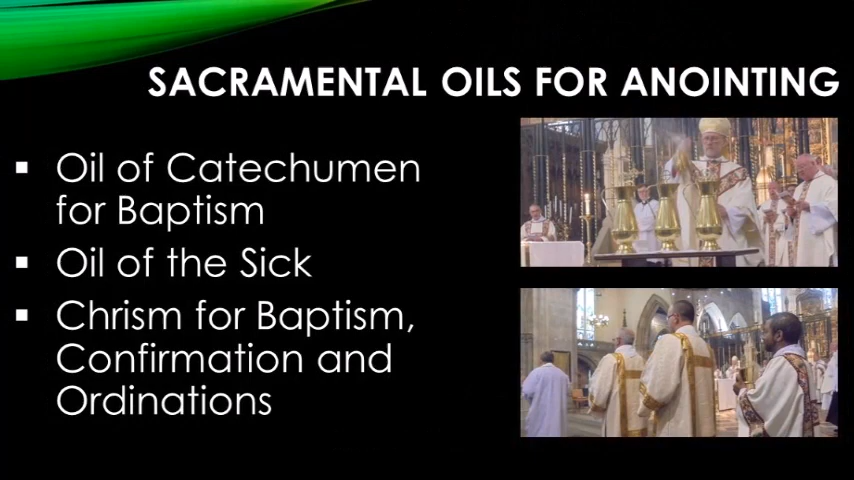 SACRAMENTAL OILS FOR ANOINTING
▪ Oil of Catechumen
for Baptism
▪ Oil of the Sick
▪ Chrism for Baptism,
Confirmation and
Ordinations